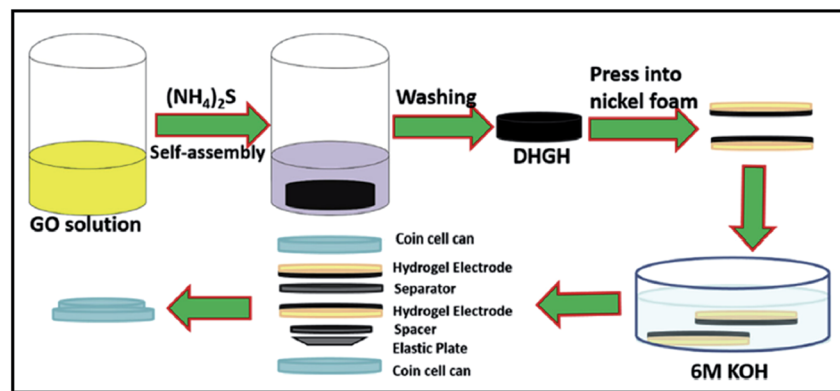 (NH4)2S
Self-assembly
Washing
Press into
nickel foam
DHGH
GO solution
Coin cell can
Hydrogel Electrode
Separator
Hydrogel Electrode
Spacer
Elastic Plate
Coin cell can
6M KOH